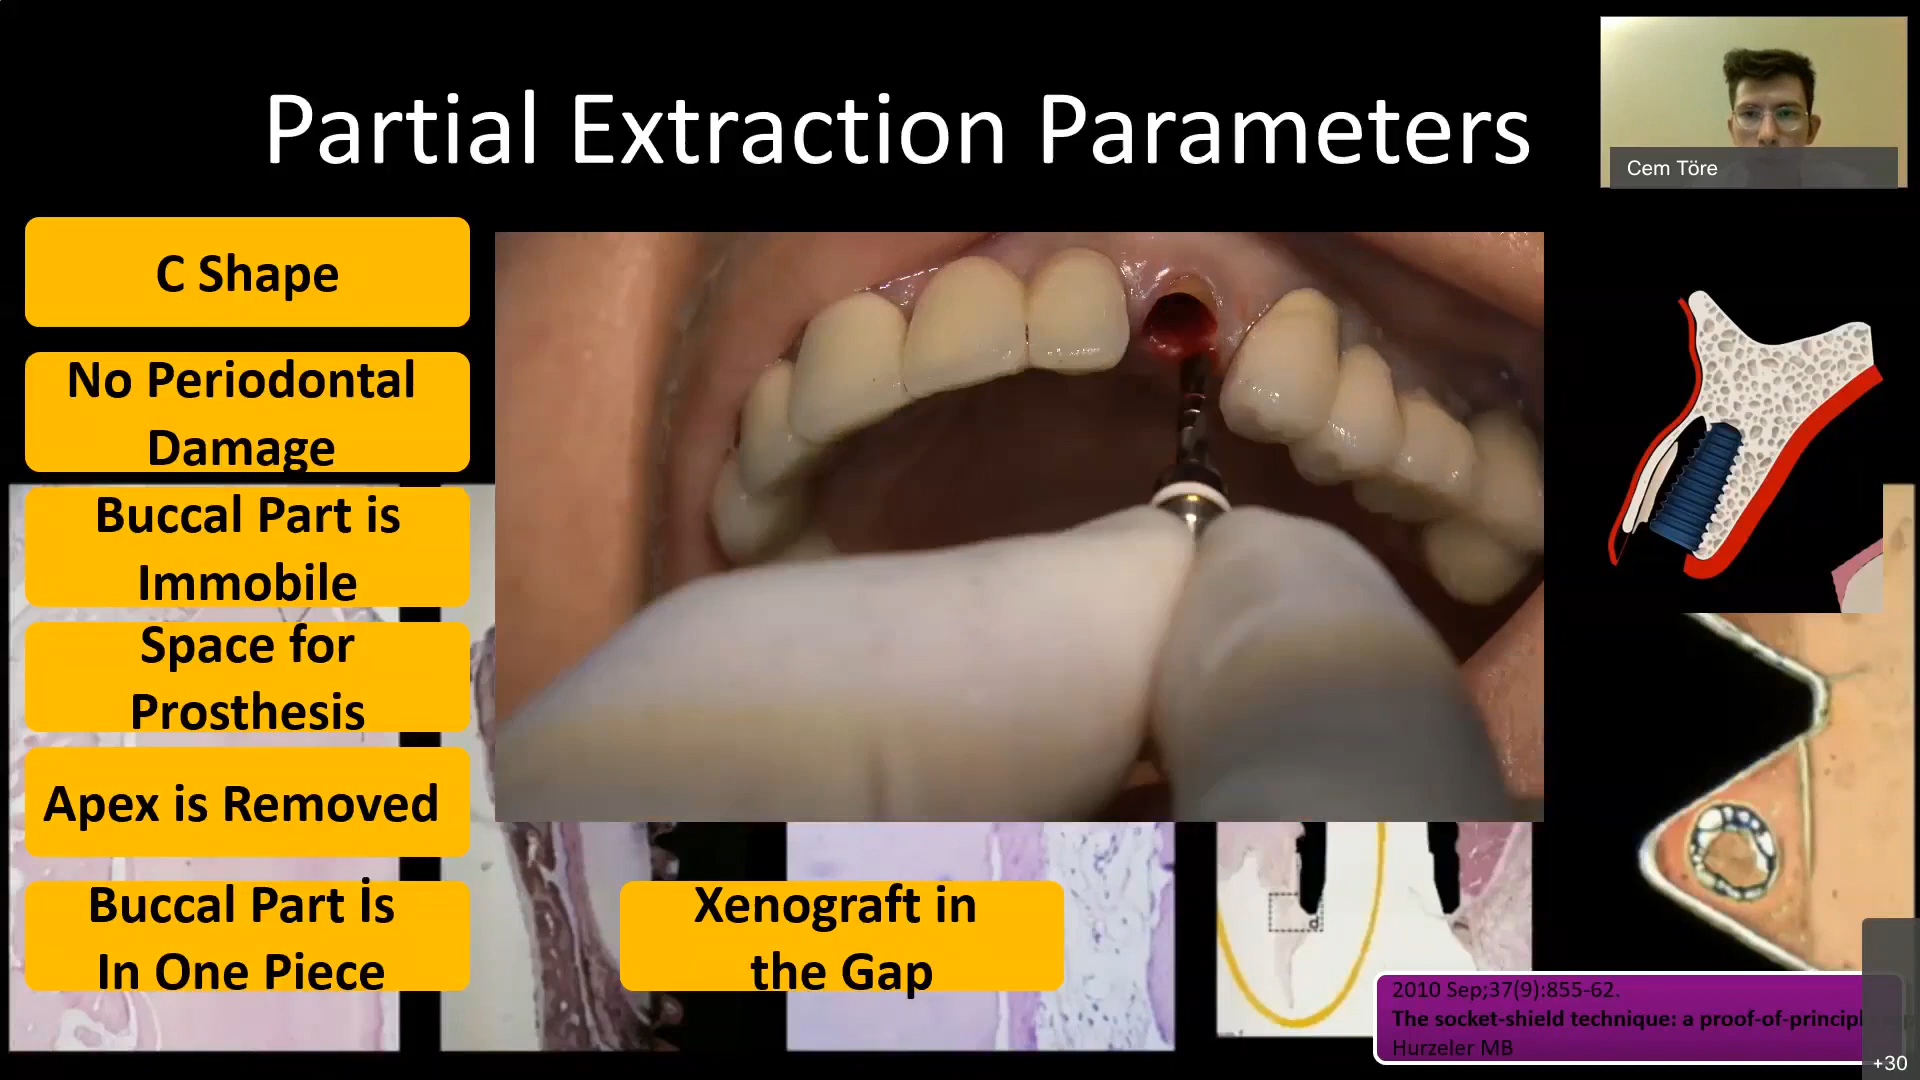 Partial Extraction Parameters
Cem Töre
C Shape
No Periodontal
Damage
Buccal Part is
Immobile
Space for
Prosthesis
Apex is Removed
Buccal Part İs
In One Piece
Xenograft in
the Gap
d
2010 Sep;37(9):855-62.
The socket-shield technique: a proof-of-principl
Hurzeler MB
+30